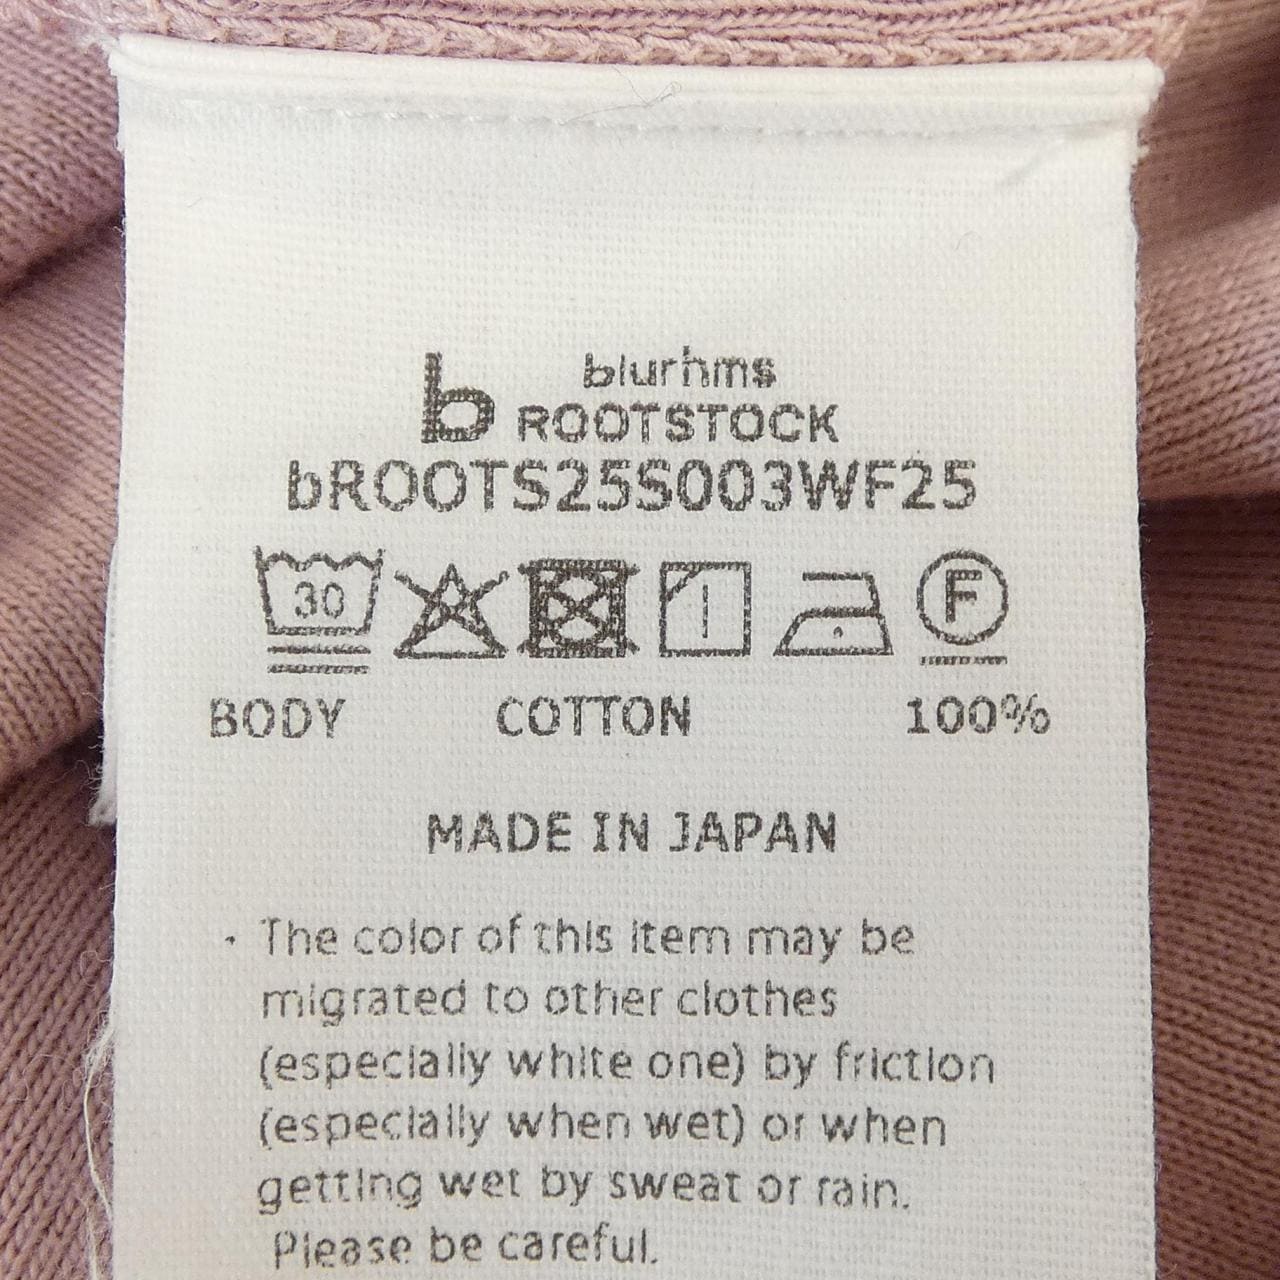 b blurhms
ROOTSTOCK
bROOTS25S003WF25
30 F
BODY COTTON 100%
MADE IN JAPAN
· The color of this item may be
migrated to other clothes
(especially white one) by friction
(especially when wet) or when
getting wet by sweat or rain.
Please be careful.